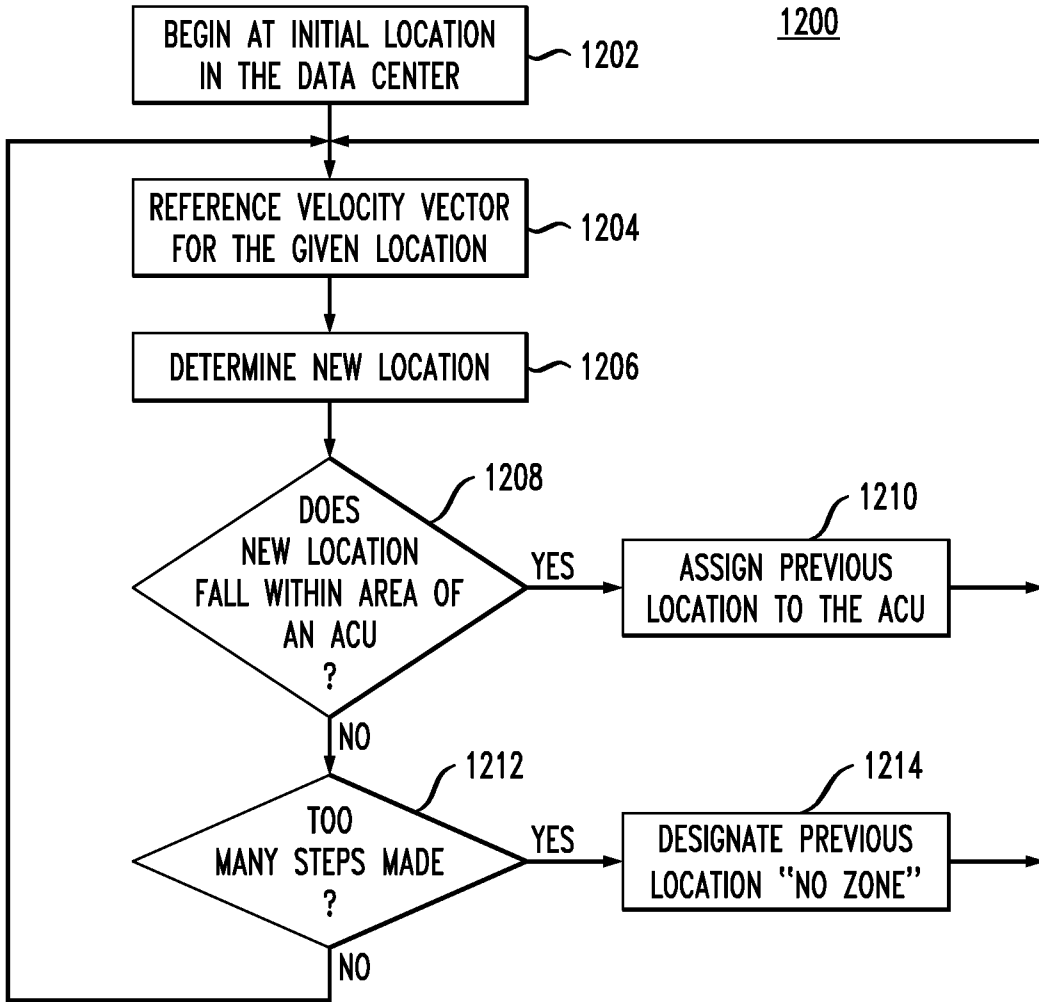 1200
BEGIN AT INITIAL LOCATION
IN THE DATA CENTER
1202
REFERENCE VELOCITY VECTOR
FOR THE GIVEN LOCATION
1204
DETERMINE NEW LOCATION
1206
1208
DOES
NEW LOCATION
FALL WITHIN AREA OF
AN ACU
?
YES
1210
ASSIGN PREVIOUS
LOCATION TO THE ACU
NO
1212
TOO
MANY STEPS MADE
?
YES
1214
DESIGNATE PREVIOUS
LOCATION "NO ZONE"
NO